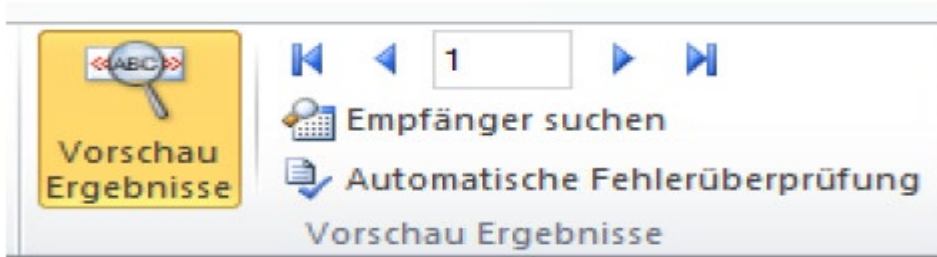 «ABC»
Vorschau
Ergebnisse
1
Empfänger suchen
Automatische Fehlerüberprüfung
Vorschau Ergebnisse